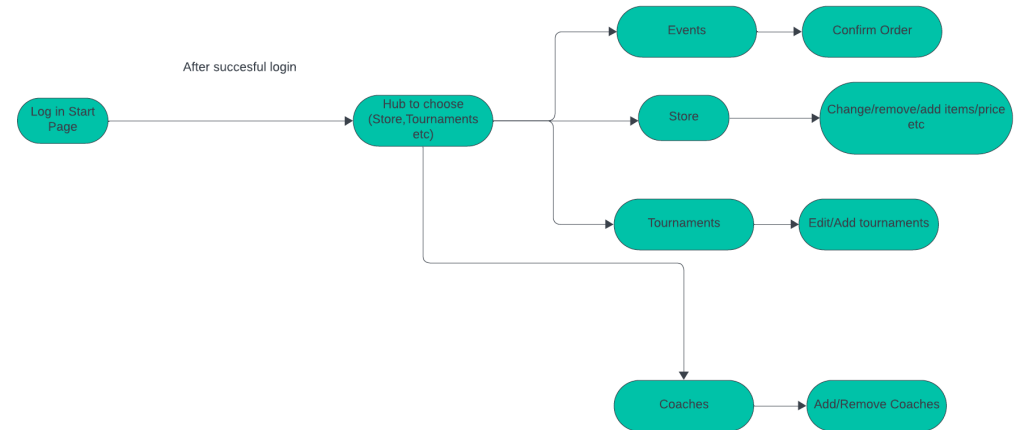 After succesful login
Log in Start
Page
Hub to choose
(Store,Tournaments
etc)
Events
Confirm Order
Store
Change/remove/add items/price
etc
Tournaments
Edit/Add tournaments
Coaches
Add/Remove Coaches